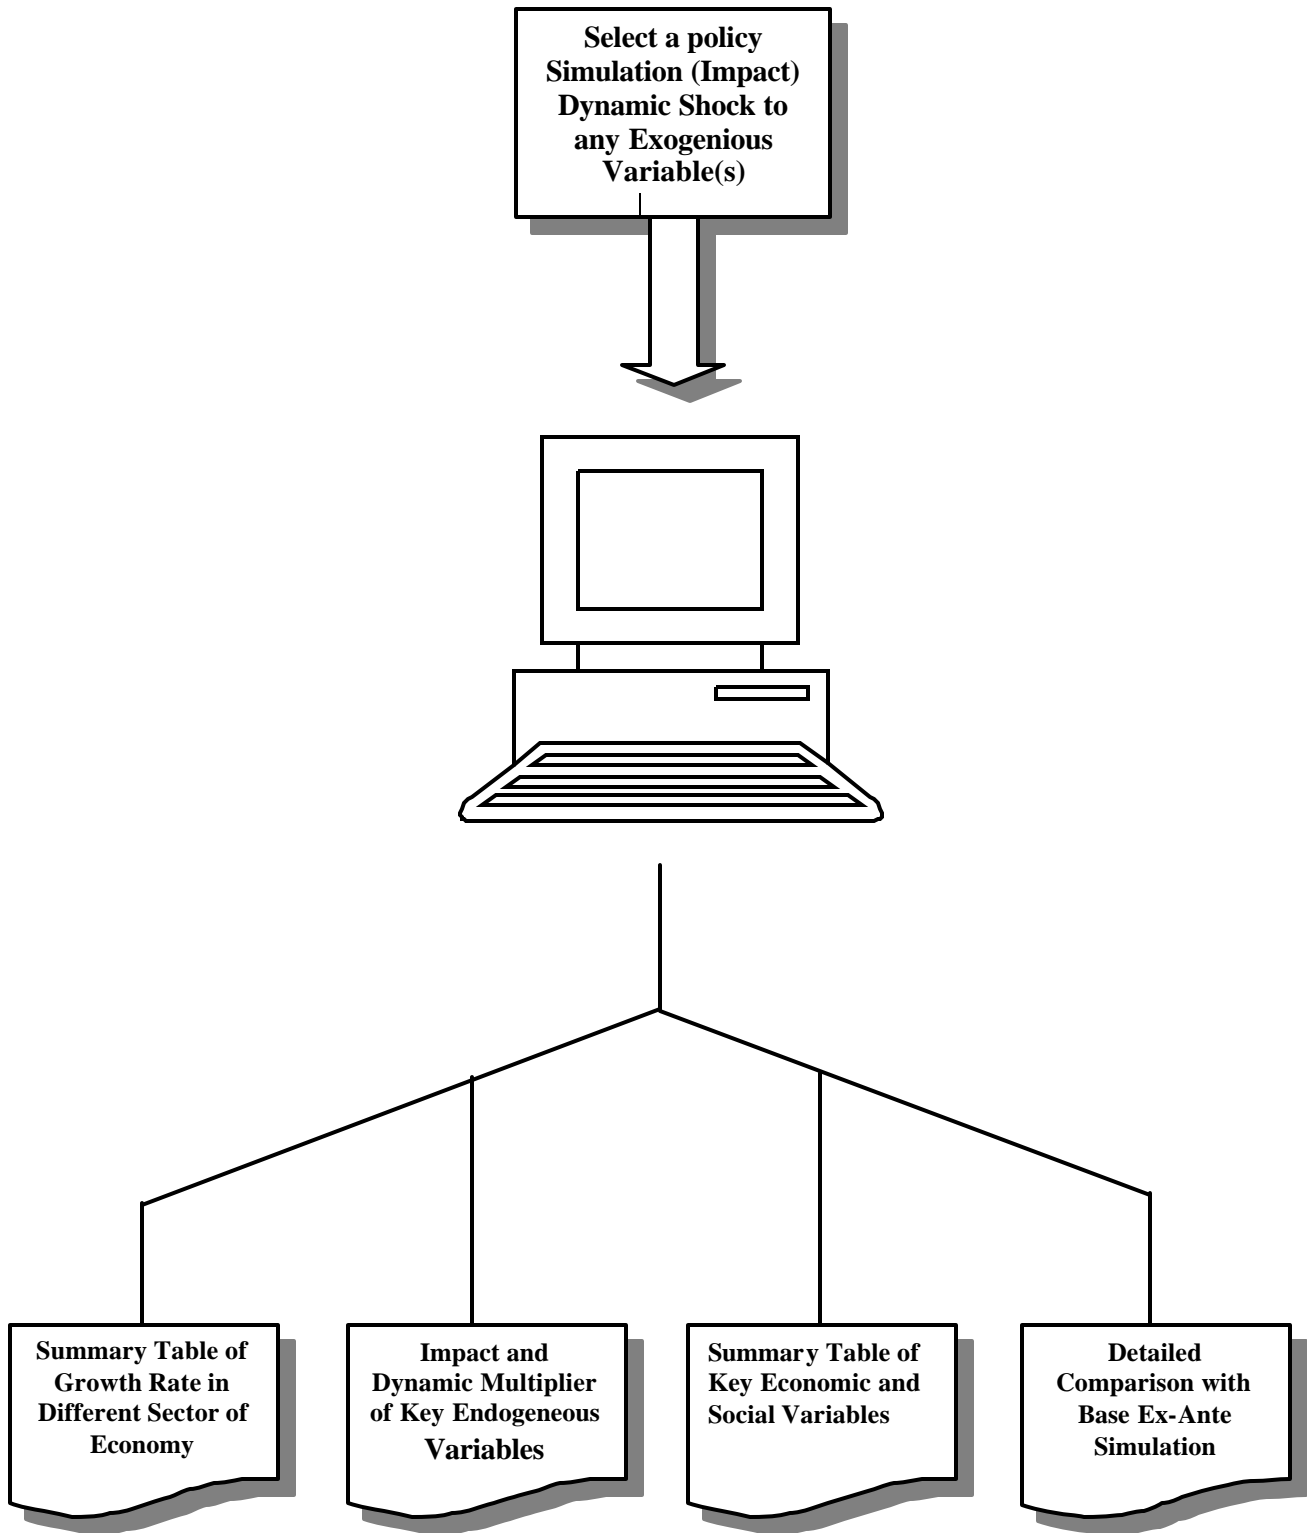 Select a policy
Simulation (Impact)
Dynamic Shock to
any Exogenious
Variable(s)
Summary Table of
Growth Rate in
Different Sector of
Economy
Impact and
Dynamic Multiplier
of Key Endogeneous
Variables
Summary Table of
Key Economic and
Social Variables
Detailed
Comparison with
Base Ex-Ante
Simulation